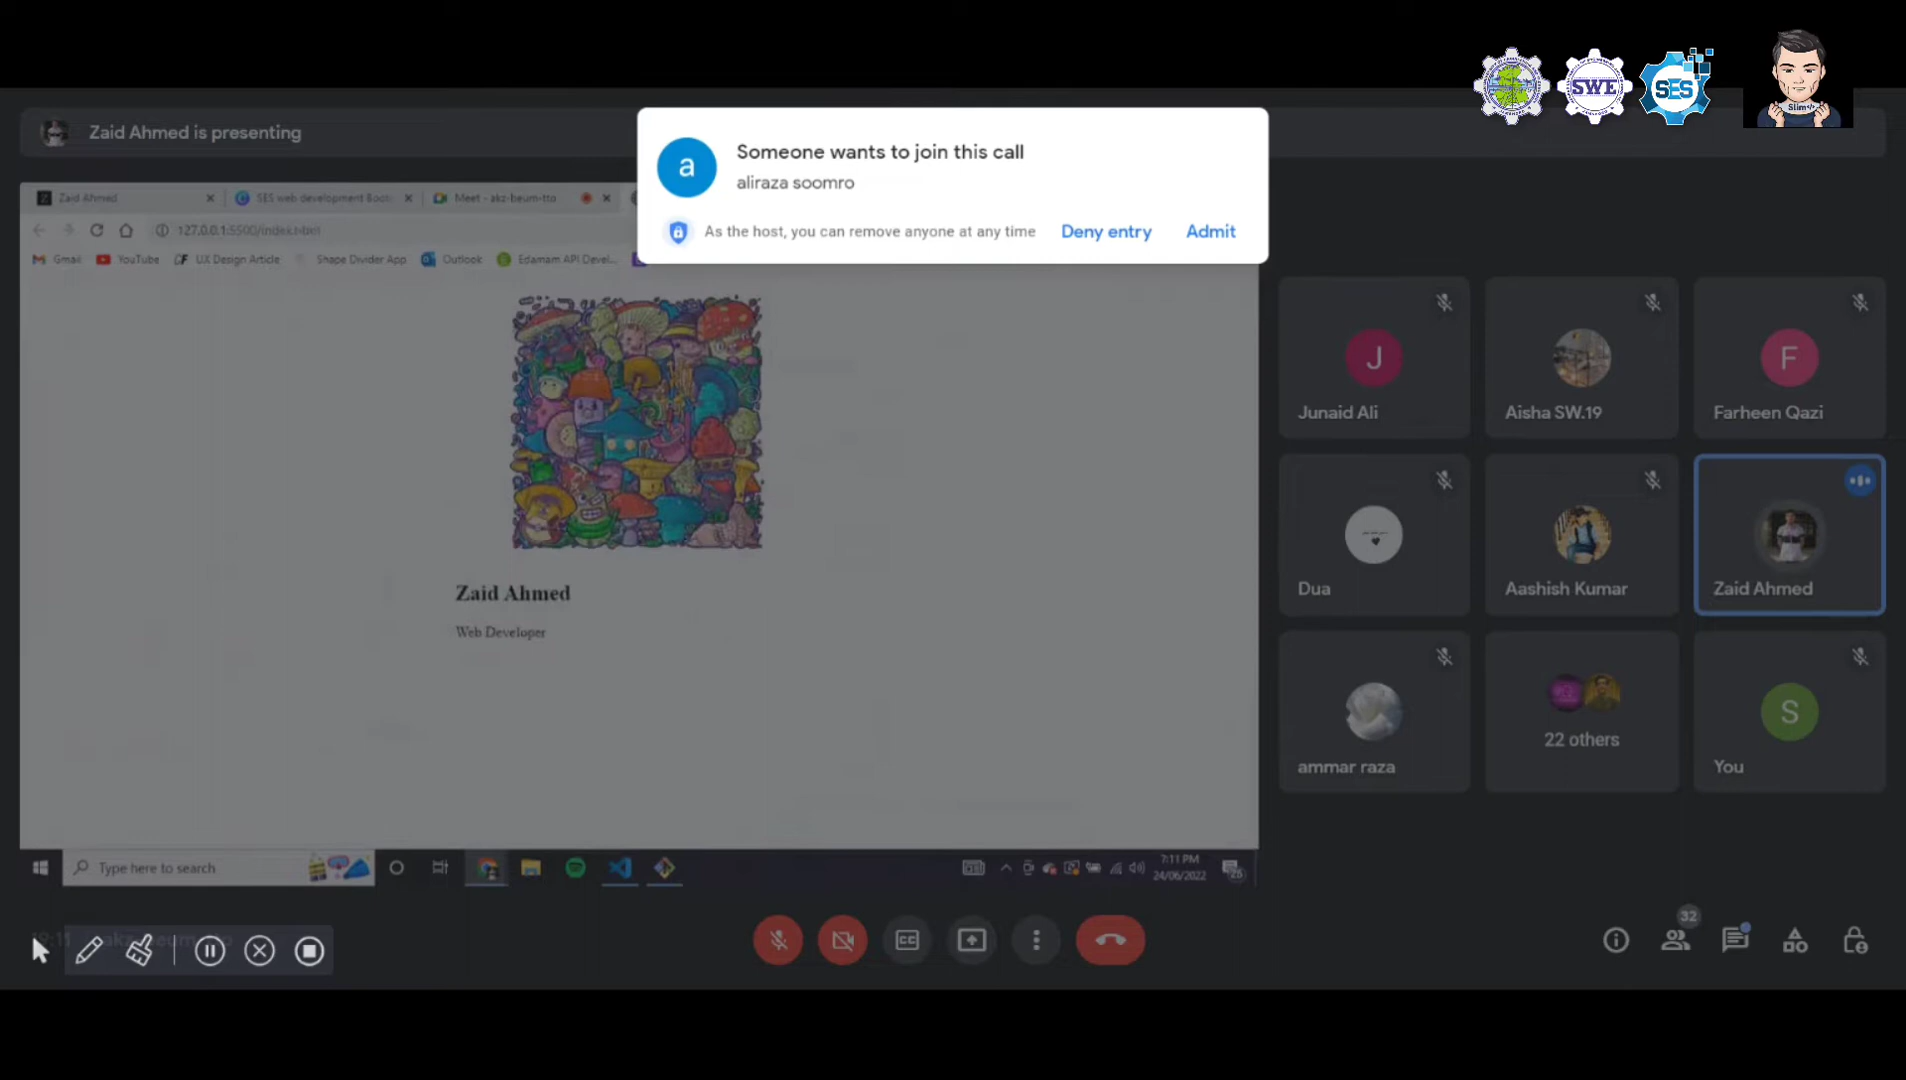 SWE
SES
Slim
Zaid Ahmed is presenting
a
Someone wants to join this call
aliraza soomro
As the host, you can remove anyone at any time
Deny entry
Admit
Zaid Ahmed
SES web development Boot
Meet - akz-beum-tto
127.0.0.1:5500/index.html
Gmail
YouTube
UX Design Article
Shape Divider App
Outlook
Edamam API Devel...
Zaid Ahmed
Web Developer
J
Junaid Ali
Aisha SW.19
F
Farheen Qazi
Dua
Aashish Kumar
Zaid Ahmed
ammar raza
22 others
S
You
Type here to search
7:11 PM
24/06/2022
CC
32